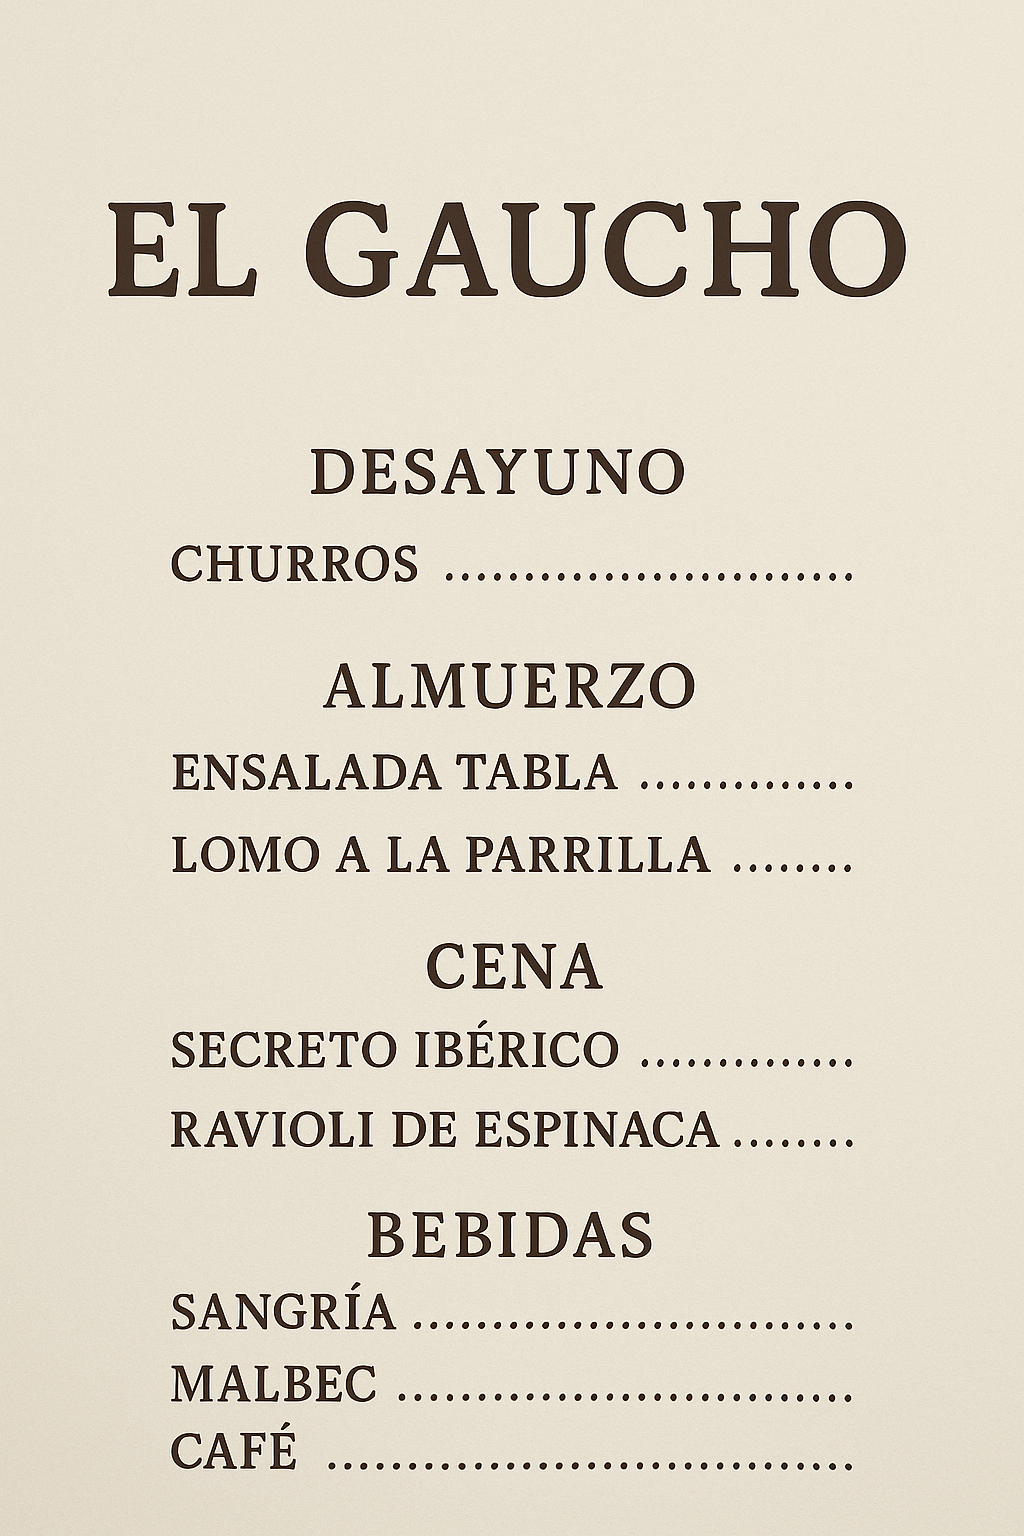 EL GAUCHO
DESAYUNO
CHURROS ..........................
ALMUERZO
ENSALADA TABLA ..............
LOMO A LA PARRILLA ........
CENA
SECRETO IBÉRICO ..............
RAVIOLI DE ESPINACA ........
BEBIDAS
SANGRÍA ............................
MALBEC .............................
CAFÉ ..................................